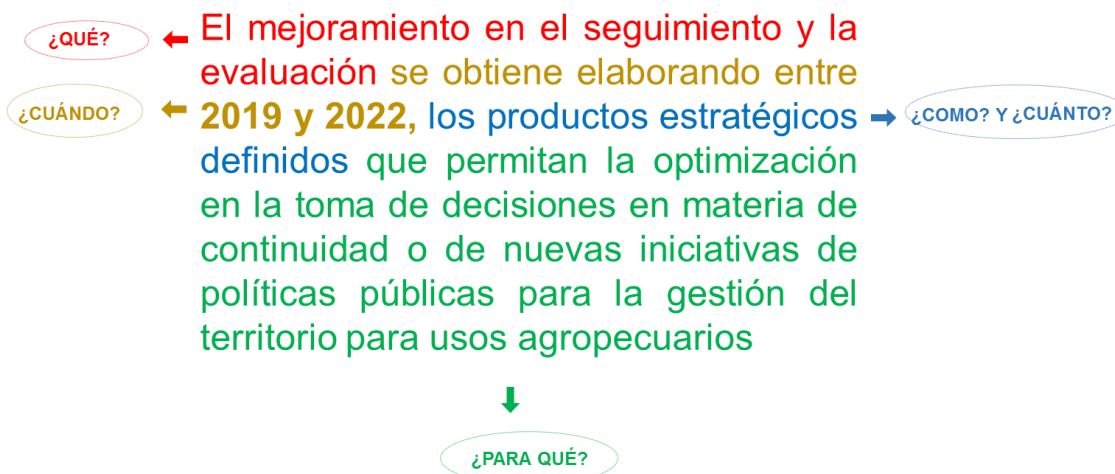 ¿QUÉ?
El mejoramiento en el seguimiento y la
evaluación se obtiene elaborando entre
¿CUÁNDO?
2019 y 2022, los productos estratégicos
¿COMO? Y ¿CUÁNTO?
definidos que permitan la optimización
en la toma de decisiones en materia de
continuidad o de nuevas iniciativas de
políticas públicas para la gestión del
territorio para usos agropecuarios
¿PARA QUÉ?